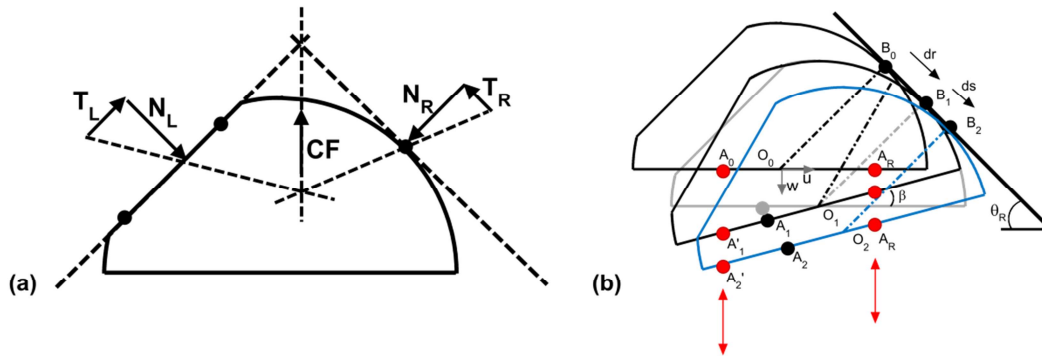 T_L
N_L
N_R
T_R
CF
(a)
B_0
dr
B_1
ds
B_2
A_0
O_0
A_R
u
w
β
O_1
A_1
A'_1
O_2
A_R
A_2
A_2'
θ_R
(b)